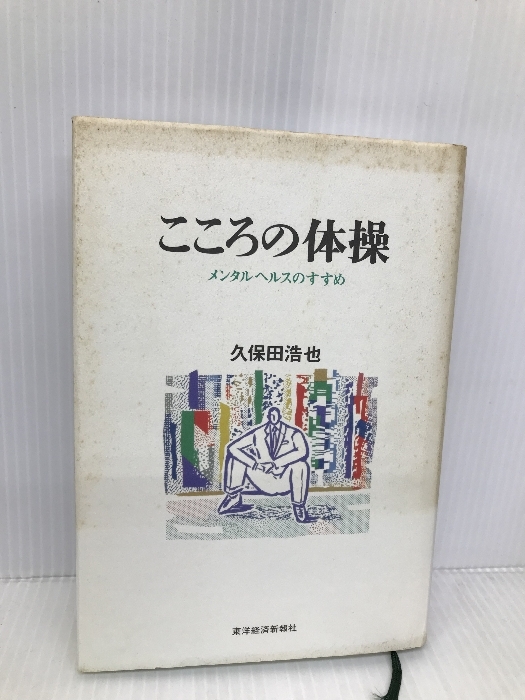 こころの体操
メンタルヘルスのすすめ
久保田浩也
東洋経済新報社